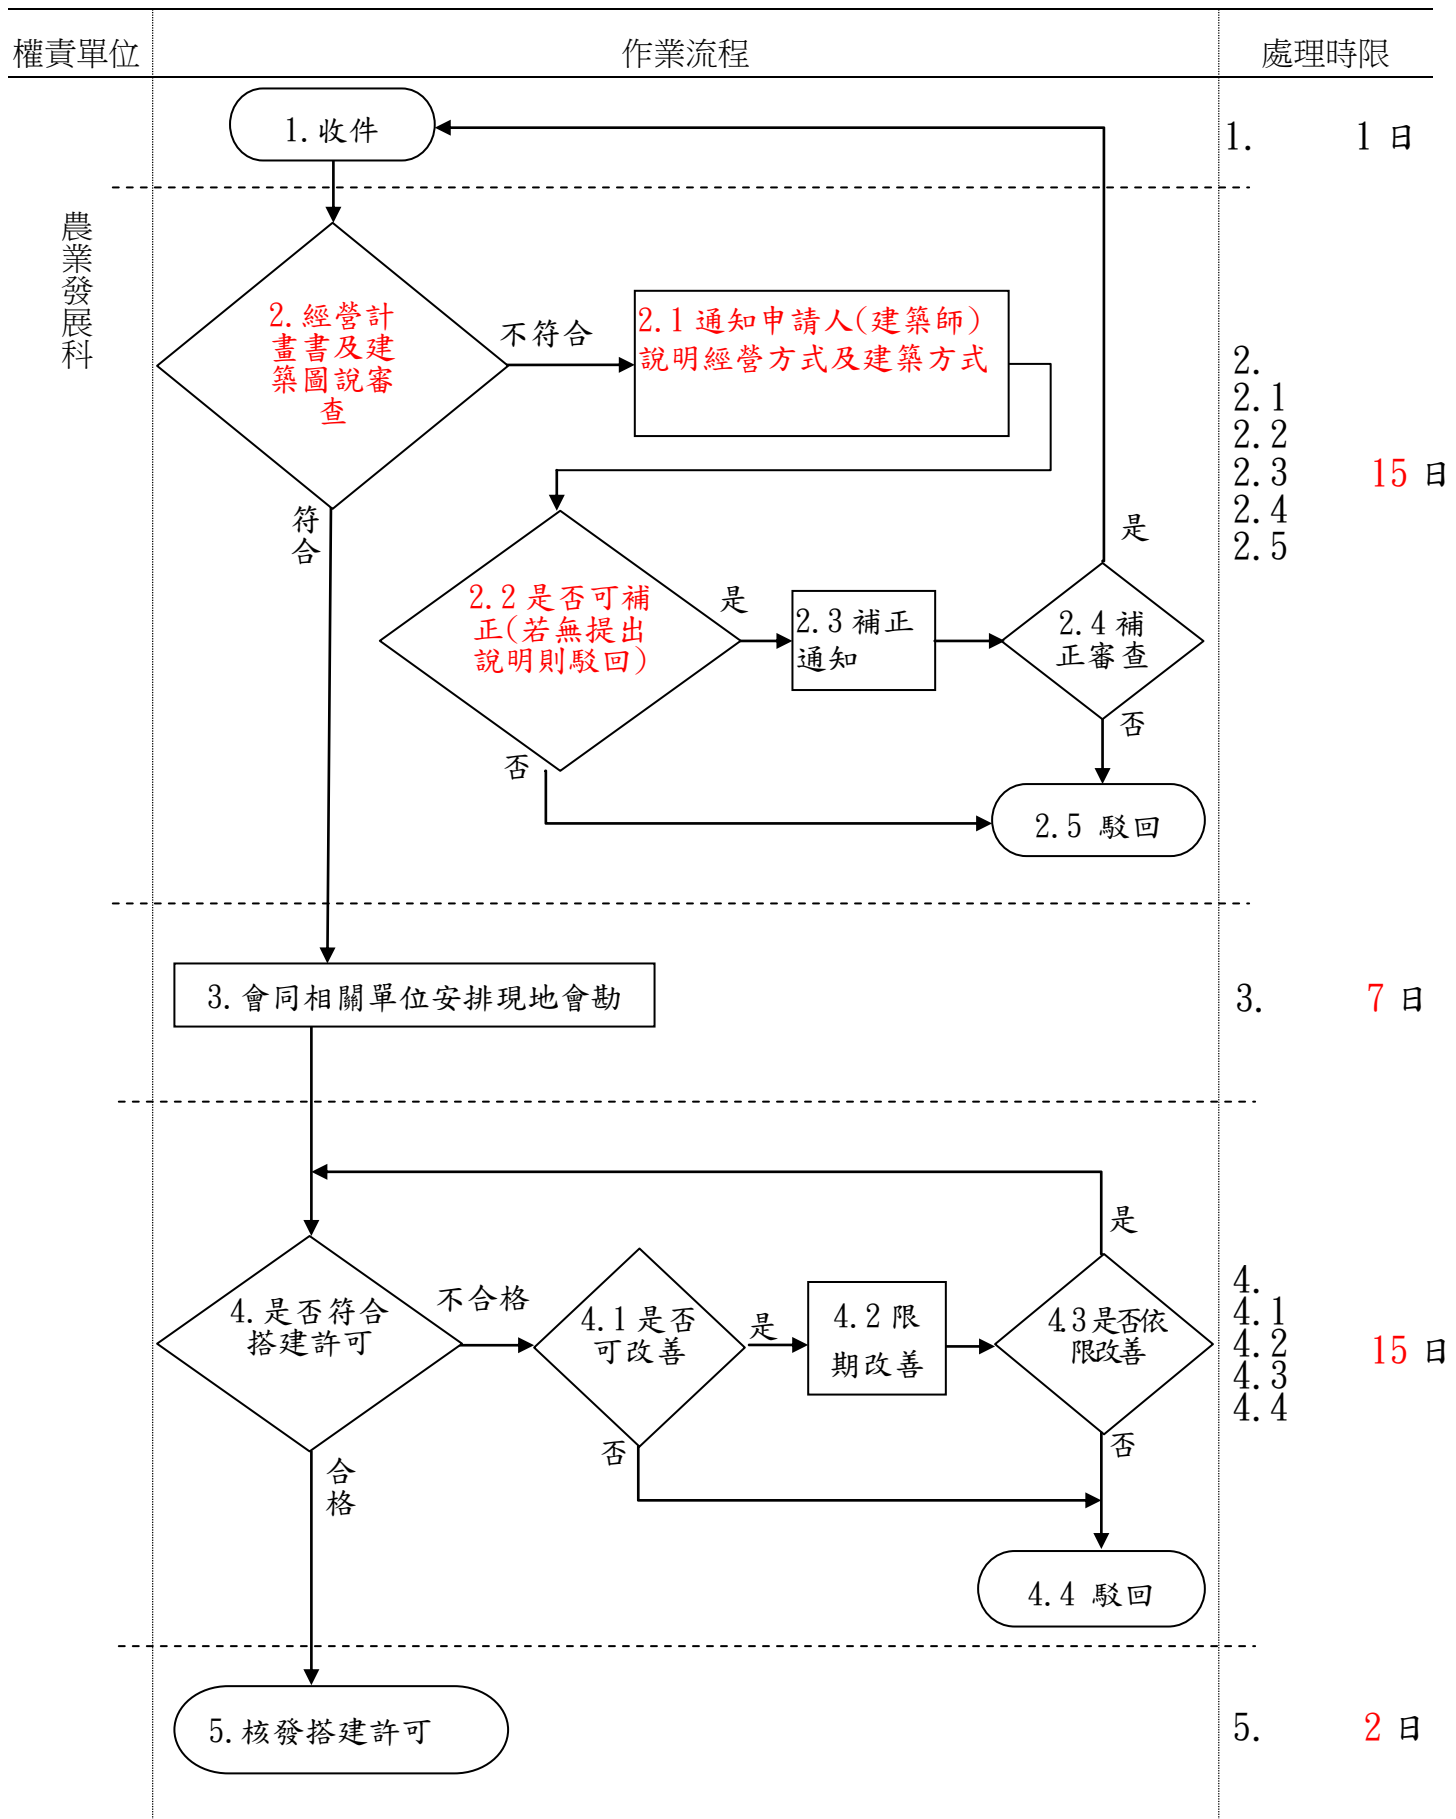 權責單位
作業流程
處理時限
1.收件
1. 1 日
農業發展科
2.經營計
畫書及建
築圖說審
查
不符合
2.1 通知申請人(建築師)
說明經營方式及建築方式
2.
2.1
2.2
2.3 15 日
2.4
2.5
符合
是
2.2 是否可補
正(若無提出
說明則駁回)
是
2.3 補正
通知
2.4 補
正審查
否
否
2.5 駁回
3.會同相關單位安排現地會勘
3. 7 日
是
4.是否符合
搭建許可
不合格
4.1 是否
可改善
是
4.2 限
期改善
4.3 是否依
限改善
4.
4.1
4.2
4.3
4.4
15 日
合格
否
否
4.4 駁回
5.核發搭建許可
5. 2 日